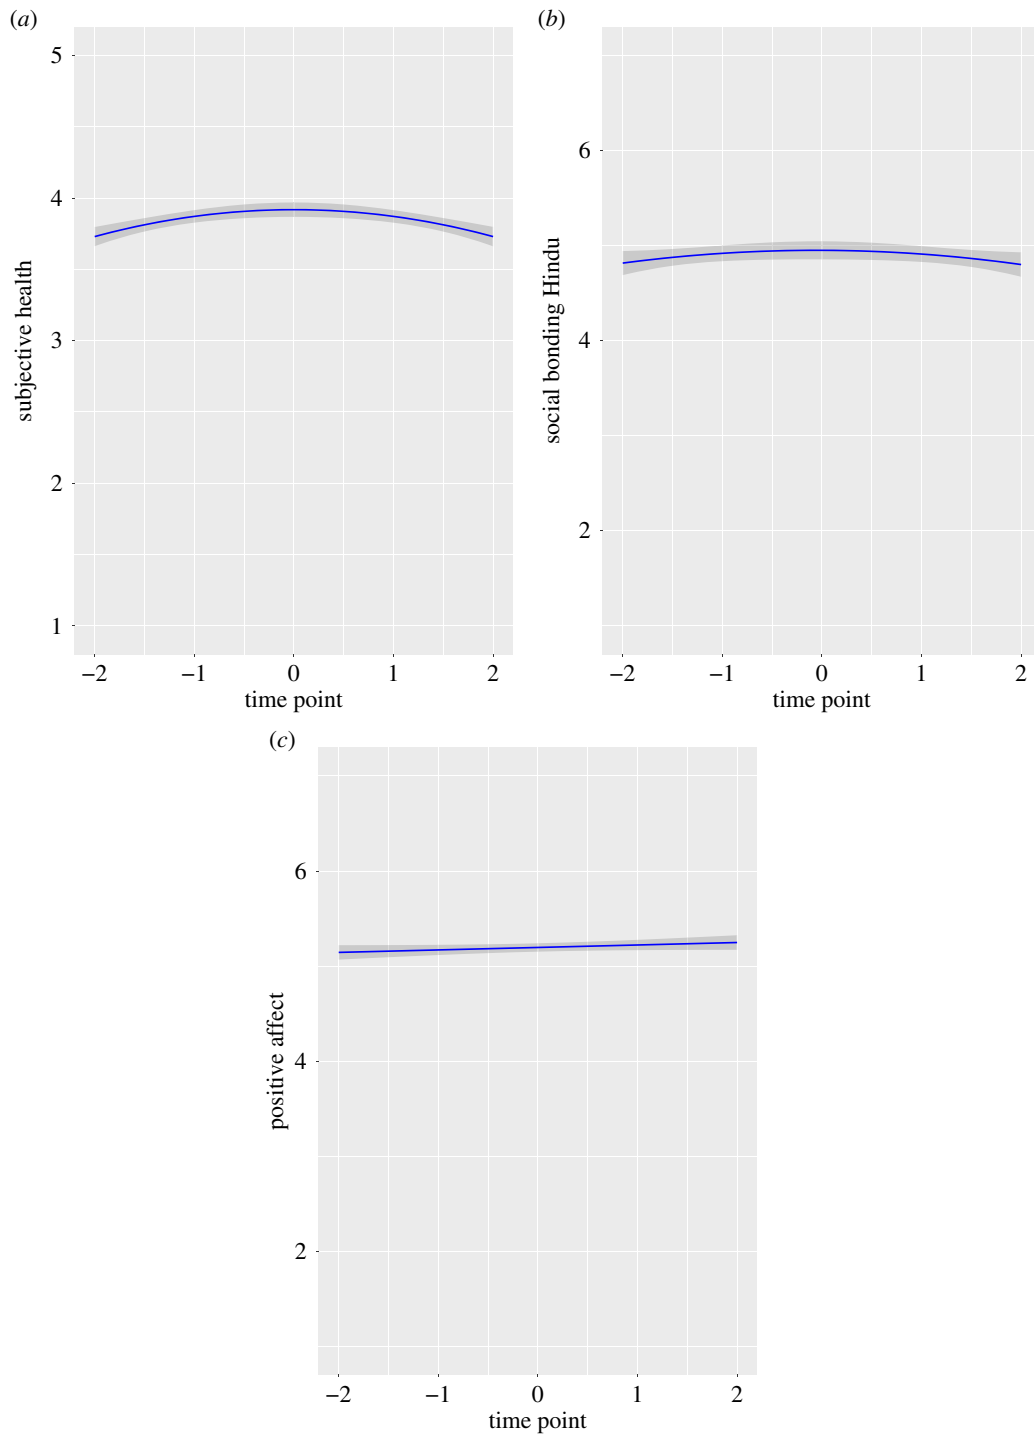 (a)
5
4
3
2
1
subjective health
−2 −1 0 1 2
time point
(b)
6
4
2
social bonding Hindu
−2 −1 0 1 2
time point
(c)
6
4
2
positive affect
−2 −1 0 1 2
time point